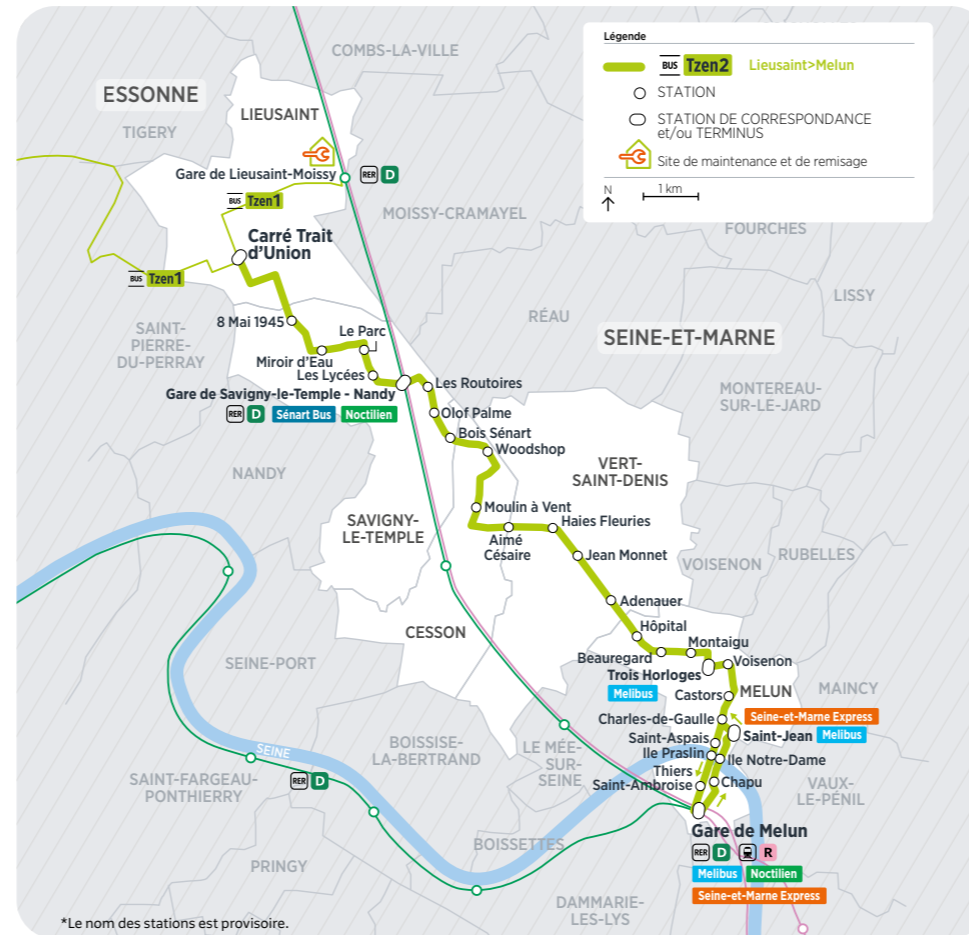 Légende
BUS Tzen2 Lieusaint>Melun
STATION
STATION DE CORRESPONDANCE
et/ou TERMINUS
Site de maintenance et de remisage
N
1 km
COMBS-LA-VILLE
ESSONNE
LIEUSAINT
TIGERY
Gare de Lieusaint-Moissy
RER D
BUS Tzen1
MOISSY-CRAMAYEL
FOURCHES
Carré Trait
d'Union
BUS Tzen1
LISSY
RÉAU
8 Mai 1945
SAINT-
PIERRE-
DU-PERRAY
Le Parc
SEINE-ET-MARNE
Miroir d'Eau
Les Lycées
Les Routoires
Gare de Savigny-le-Temple - Nandy
RER D Sénart Bus Noctilien
MONTEREAU-
SUR-LE-JARD
Olof Palme
Bois Sénart
Woodshop
NANDY
VERT-
SAINT-DENIS
Moulin à Vent
SAVIGNY-
LE-TEMPLE
Haies Fleuries
Aimé
Césaire
Jean Monnet
RUBELLES
VOISENON
Adenauer
CESSON
Hôpital
Montaigu
Beauregard
Voisenon
SEINE-PORT
Trois Horloges
Melibus
MELUN
MAINCY
Castors
Charles-de-Gaulle
Seine-et-Marne Express
Saint-Jean Melibus
Saint-Aspais
SEINE
BOISSISE-
LA-BERTRAND
LE MÉE-
SUR-
SEINE
Ile Praslin
Ile Notre-Dame
Thiers
Chapu
Saint-Ambroise
VAUX-
LE-PÉNIL
SAINT-FARGEAU-
PONTHIERRY
RER D
Gare de Melun
RER D R
Melibus Noctilien
Seine-et-Marne Express
BOISSETTES
PRINGY
DAMMARIE-
LES-LYS
*Le nom des stations est provisoire.